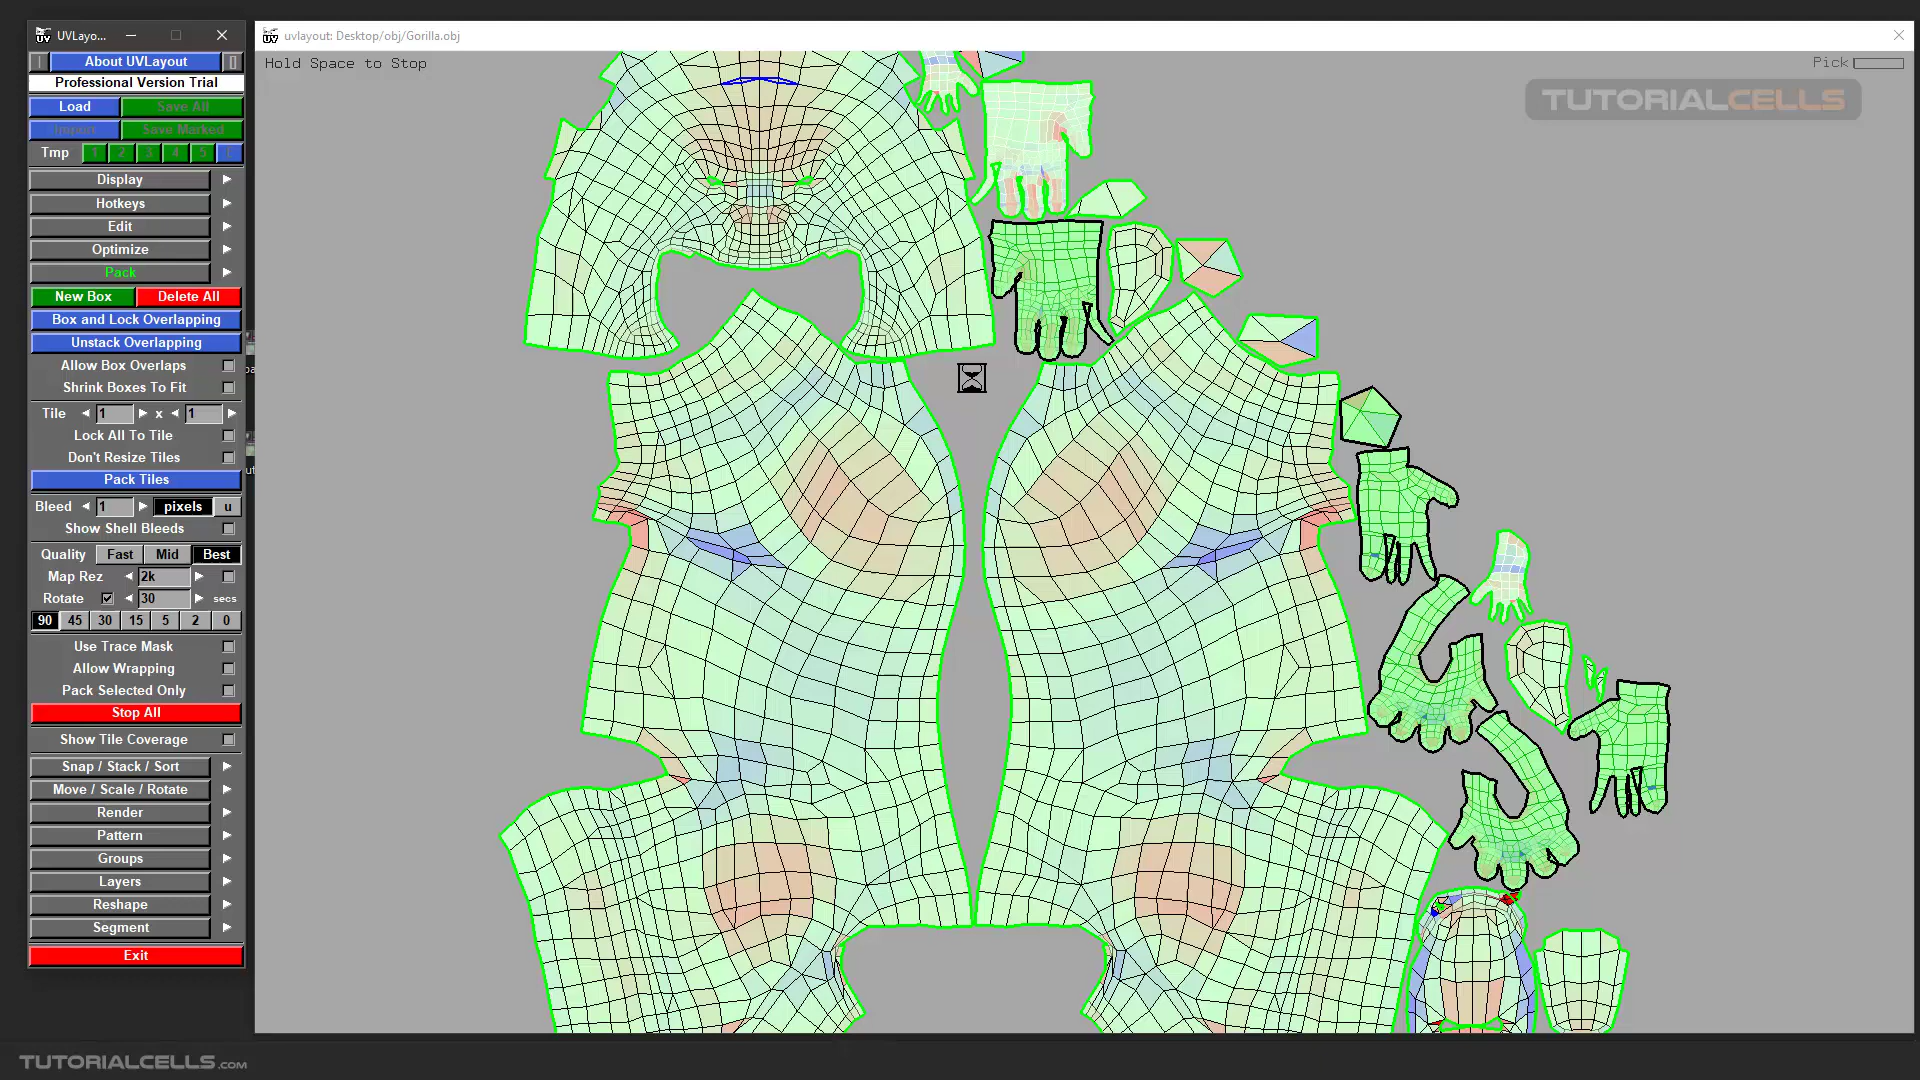 UVLayo...
uvlayout: Desktop/obj/Gorilla.obj
About UVLayout
Professional Version Trial
Load
Save All
Import
Save Marked
Tmp 1 2 3 4 5
Display
Hotkeys
Edit
Optimize
Pack
New Box
Delete All
Box and Lock Overlapping
Unstack Overlapping
Allow Box Overlaps
Shrink Boxes To Fit
Tile 1 x 1
Lock All To Tile
Don't Resize Tiles
Pack Tiles
Bleed 1 pixels u
Show Shell Bleeds
Quality Fast Mid Best
Map Rez 2k
Rotate 30 secs
90 45 30 15 5 2 0
Use Trace Mask
Allow Wrapping
Pack Selected Only
Stop All
Show Tile Coverage
Snap / Stack / Sort
Move / Scale / Rotate
Render
Pattern
Groups
Layers
Reshape
Segment
Exit
Hold Space to Stop
Pick
TUTORIALCELLS
TUTORIALCELLS.COM